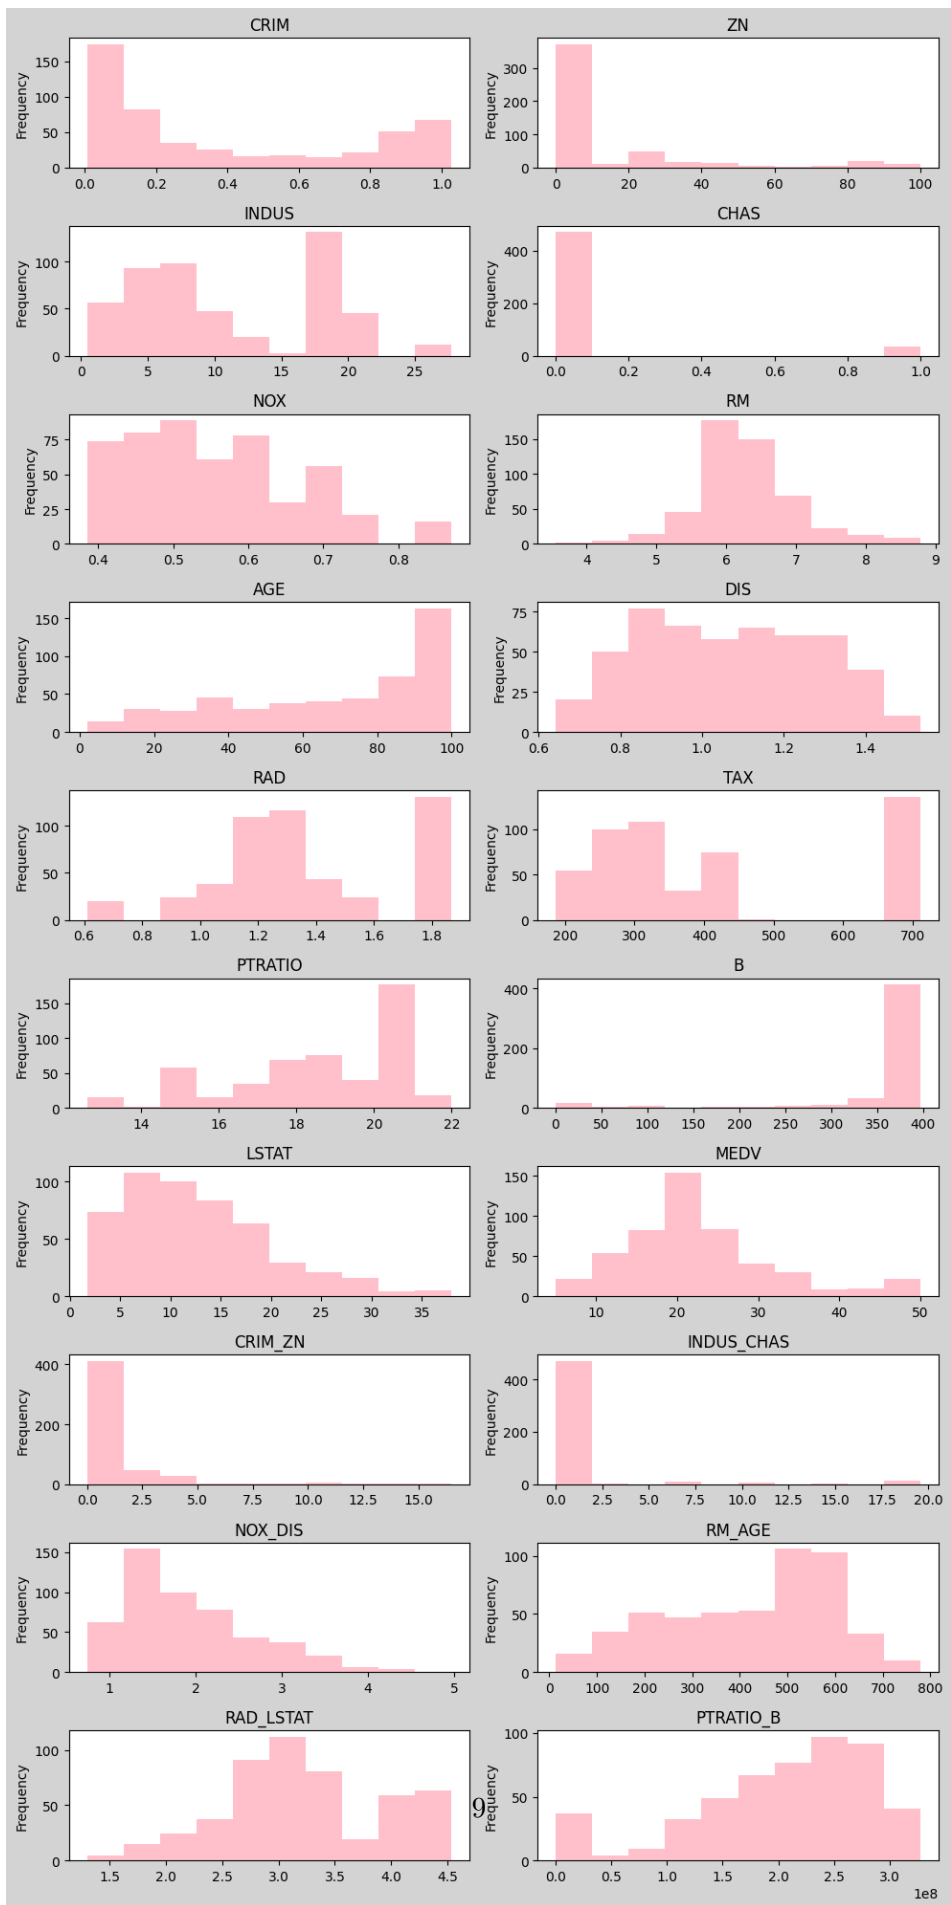 CRIM
Frequency
150
100
50
0
0.0 0.2 0.4 0.6 0.8 1.0
ZN
Frequency
300
200
100
0
0 20 40 60 80 100
INDUS
Frequency
100
50
0
0 5 10 15 20 25
CHAS
Frequency
400
200
0
0.0 0.2 0.4 0.6 0.8 1.0
NOX
Frequency
75
50
25
0
0.4 0.5 0.6 0.7 0.8
RM
Frequency
150
100
50
0
4 5 6 7 8 9
AGE
Frequency
150
100
50
0
0 20 40 60 80 100
DIS
Frequency
75
50
25
0
0.6 0.8 1.0 1.2 1.4
RAD
Frequency
100
50
0
0.6 0.8 1.0 1.2 1.4 1.6 1.8
TAX
Frequency
100
50
0
200 300 400 500 600 700
PTRATIO
Frequency
150
100
50
0
14 16 18 20 22
B
Frequency
400
200
0
0 50 100 150 200 250 300 350 400
LSTAT
Frequency
100
50
0
0 5 10 15 20 25 30 35
MEDV
Frequency
150
100
50
0
10 20 30 40 50
CRIM_ZN
Frequency
400
200
0
0.0 2.5 5.0 7.5 10.0 12.5 15.0
INDUS_CHAS
Frequency
400
200
0
0.0 2.5 5.0 7.5 10.0 12.5 15.0 17.5 20.0
NOX_DIS
Frequency
150
100
50
0
1 2 3 4 5
RM_AGE
Frequency
100
50
0
0 100 200 300 400 500 600 700 800
RAD_LSTAT
Frequency
100
50
0
1.5 2.0 2.5 3.0 3.5 4.0 4.5
PTRATIO_B
Frequency
100
50
0
0.0 0.5 1.0 1.5 2.0 2.5 3.0
1e8
9